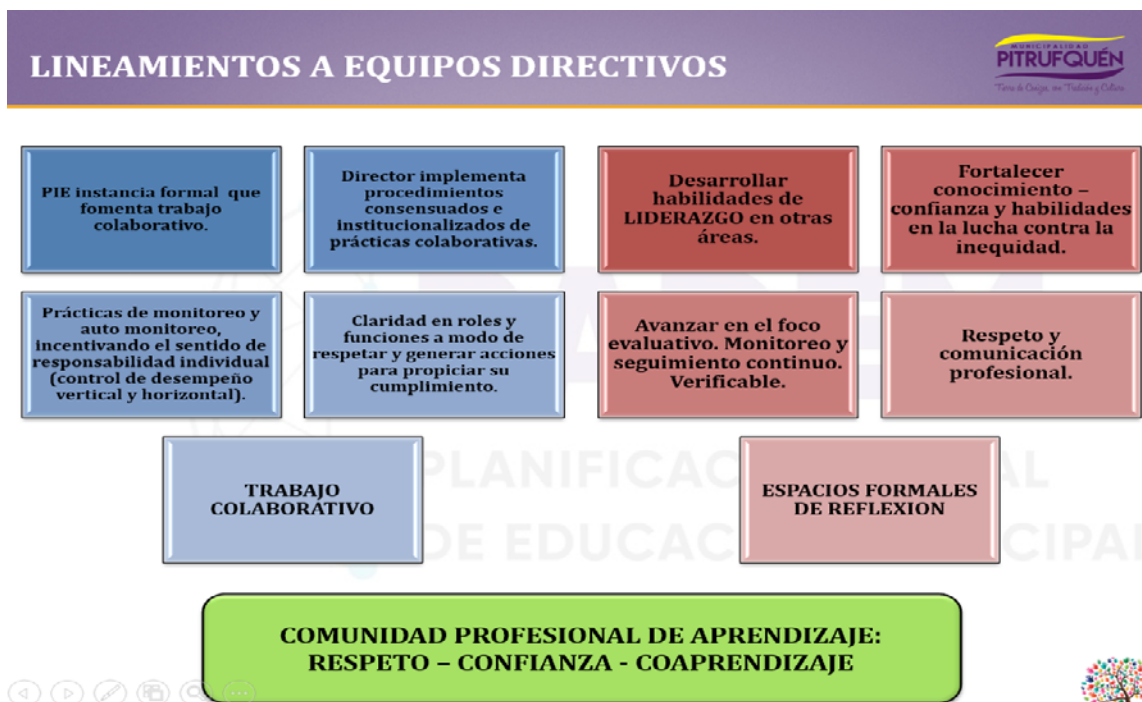 LINEAMIENTOS A EQUIPOS DIRECTIVOS
MUNICIPALIDAD
PITRUFQUÉN
PIE instancia formal que
fomenta trabajo
colaborativo.
Director implementa
procedimientos
consensuados e
institucionalizados de
prácticas colaborativas.
Desarrollar
habilidades de
LIDERAZGO en otras
áreas.
Fortalecer
conocimiento –
confianza y habilidades
en la lucha contra la
inequidad.
Prácticas de monitoreo y
auto monitoreo,
incentivando el sentido de
responsabilidad individual
(control de desempeño
vertical y horizontal).
Claridad en roles y
funciones a modo de
respetar y generar acciones
para propiciar su
cumplimiento.
Avanzar en el foco
evaluativo. Monitoreo y
seguimiento continuo.
Verificable.
Respeto y
comunicación
profesional.
TRABAJO
COLABORATIVO
ESPACIOS FORMALES
DE REFLEXION
COMUNIDAD PROFESIONAL DE APRENDIZAJE:
RESPETO – CONFIANZA - COAPRENDIZAJE